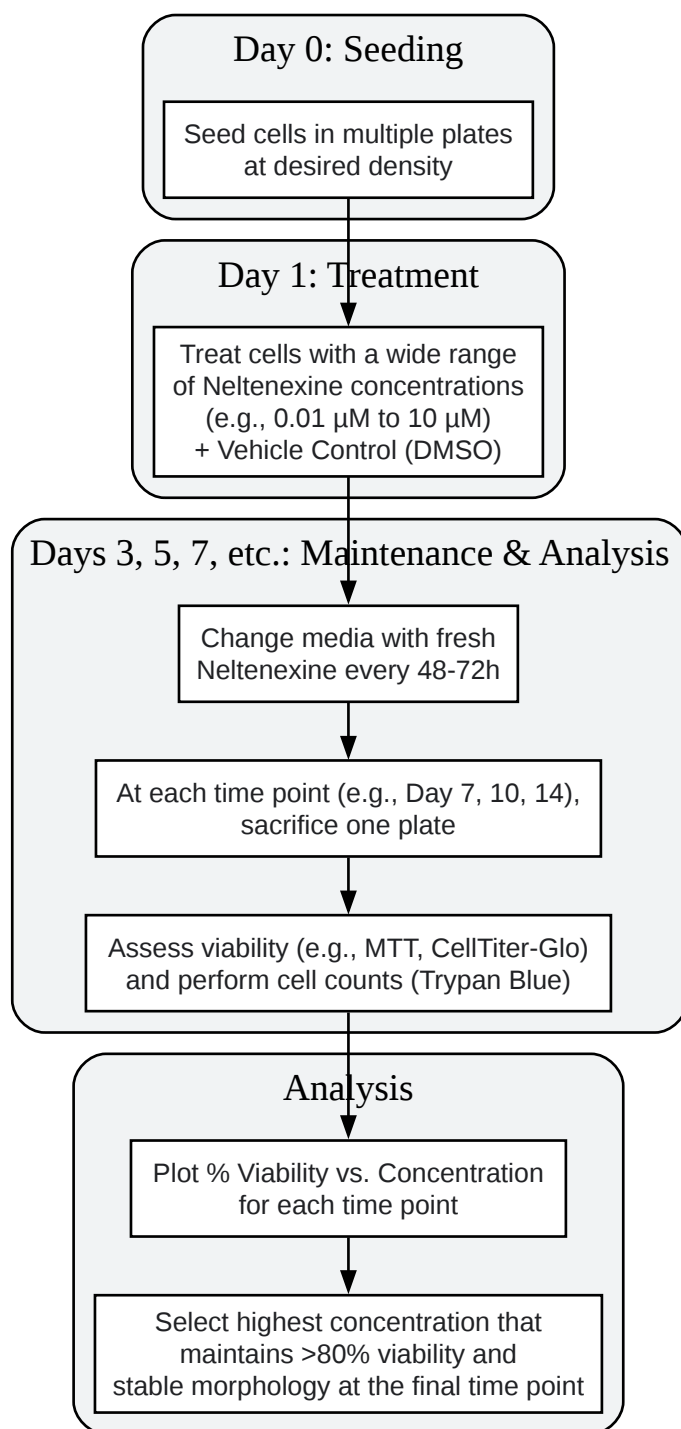 Day 0: Seeding
Seed cells in multiple plates
at desired density
Day 1: Treatment
Treat cells with a wide range
of Neltenexine concentrations
(e.g., 0.01 µM to 10 µM)
+ Vehicle Control (DMSO)
Days 3, 5, 7, etc.: Maintenance & Analysis
Change media with fresh
Neltenexine every 48-72h
At each time point (e.g., Day 7, 10, 14),
sacrifice one plate
Assess viability (e.g., MTT, CellTiter-Glo)
and perform cell counts (Trypan Blue)
Analysis
Plot % Viability vs. Concentration
for each time point
Select highest concentration that
maintains >80% viability and
stable morphology at the final time point